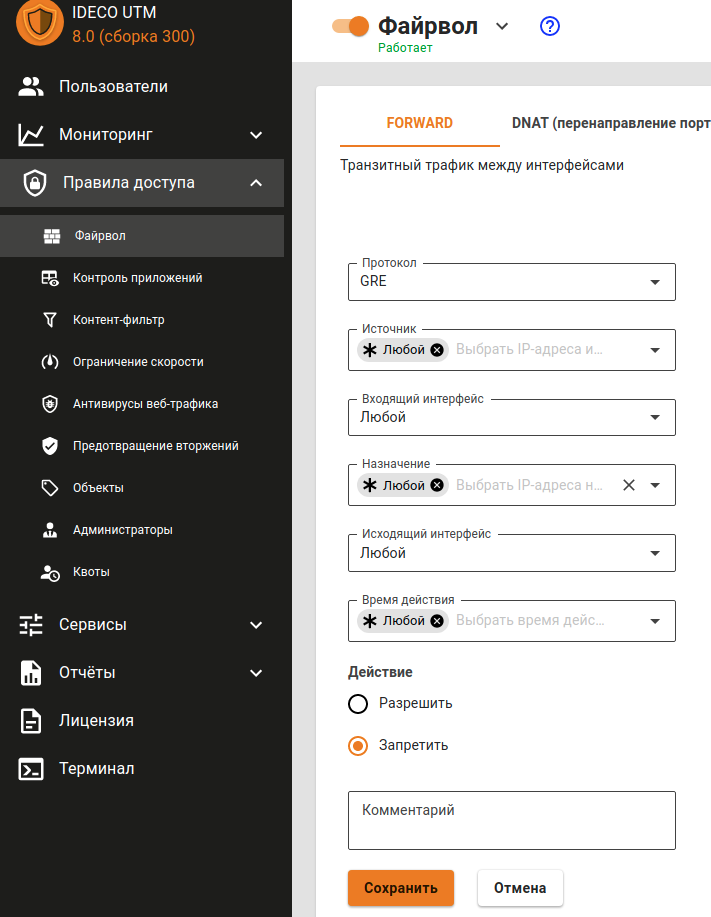 IDECO UTM
8.0 (сборка 300)
Пользователи
Мониторинг
Правила доступа
Файрвол
Контроль приложений
Контент-фильтр
Ограничение скорости
Антивирусы веб-трафика
Предотвращение вторжений
Объекты
Администраторы
Квоты
Сервисы
Отчёты
Лицензия
Терминал
Файрвол
Работает
FORWARD
DNAT (перенаправление порт
Транзитный трафик между интерфейсами
Протокол
GRE
Источник
Любой Выбрать IP-адреса и...
Входящий интерфейс
Любой
Назначение
Любой Выбрать IP-адреса н...
Исходящий интерфейс
Любой
Время действия
Любой Выбрать время дейс...
Действие
Разрешить
Запретить
Комментарий
Сохранить
Отмена